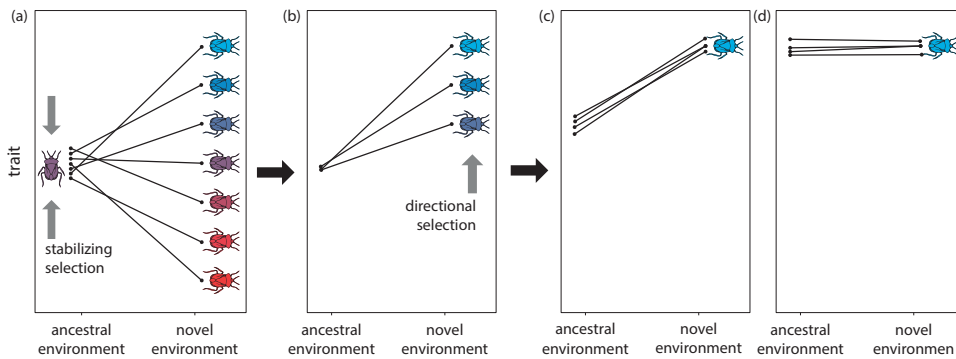 (a)
trait
stabilizing
selection
ancestral
environment
novel
environment
(b)
directional
selection
ancestral
environment
novel
environment
(c)
ancestral
environment
novel
environment
(d)
ancestral
environment
novel
environmen